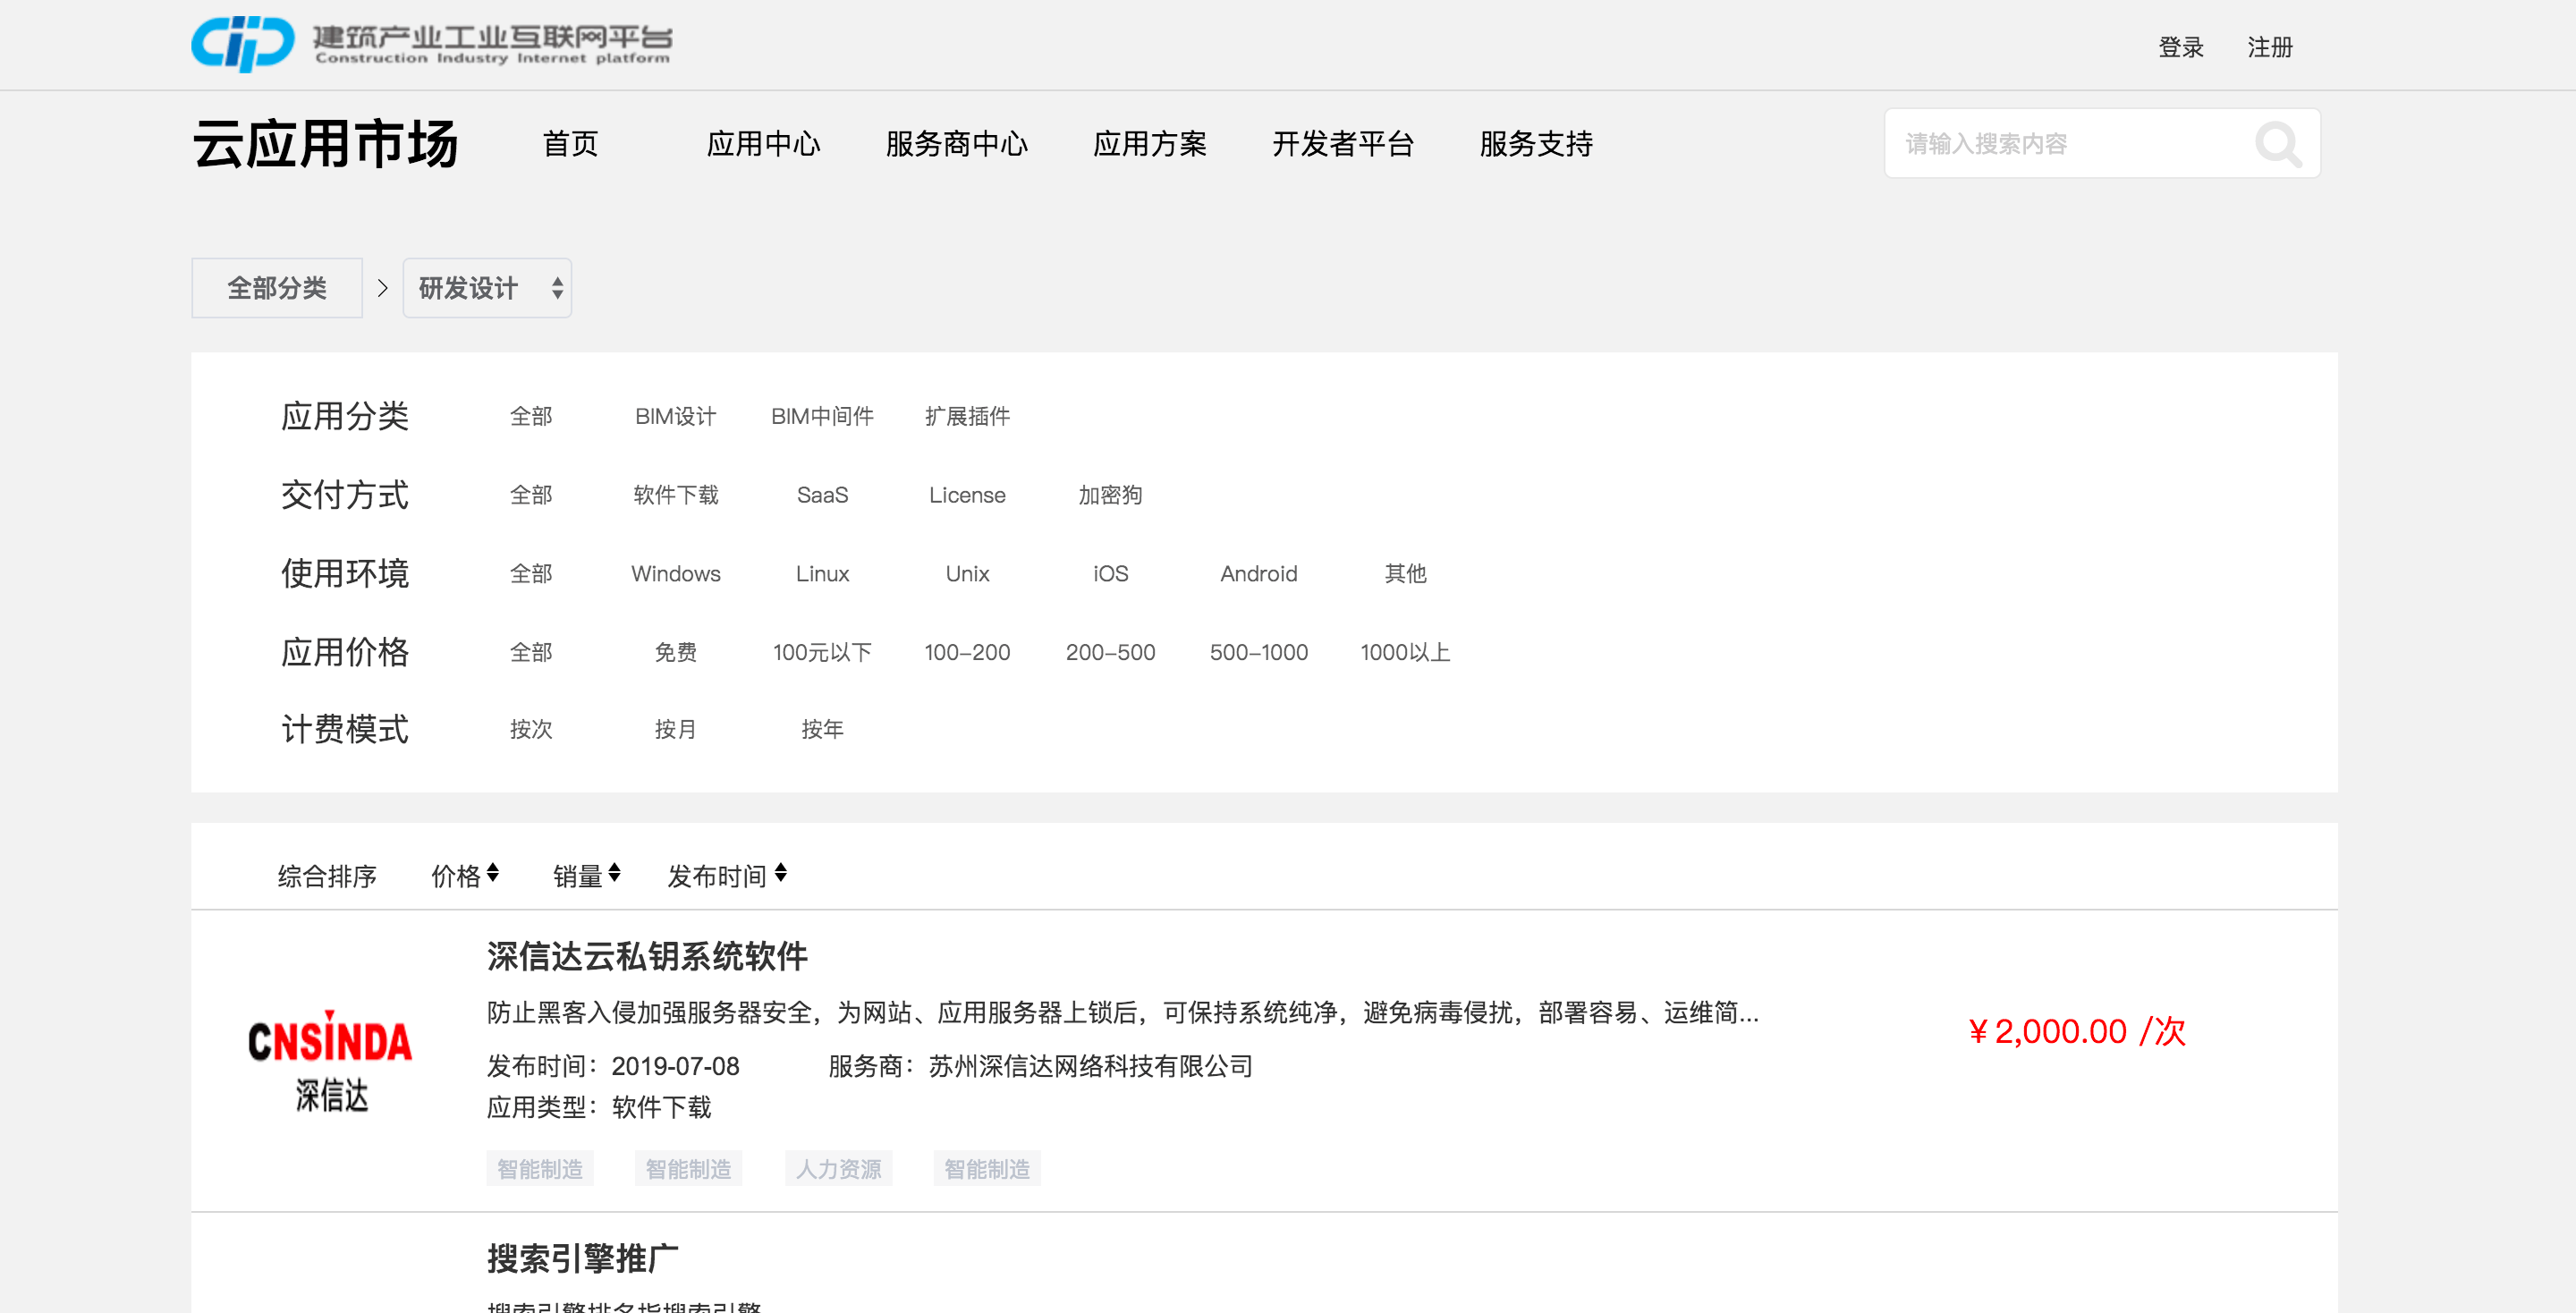 cip 建筑产业工业互联网平台
Construction Industry Internet platform
登录 注册
云应用市场 首页 应用中心 服务商中心 应用方案 开发者平台 服务支持 请输入搜索内容
全部分类 > 研发设计
应用分类 全部 BIM设计 BIM中间件 扩展插件
交付方式 全部 软件下载 SaaS License 加密狗
使用环境 全部 Windows Linux Unix iOS Android 其他
应用价格 全部 免费 100元以下 100-200 200-500 500-1000 1000以上
计费模式 按次 按月 按年
综合排序 价格 销量 发布时间
深信达云私钥系统软件
防止黑客入侵加强服务器安全，为网站、应用服务器上锁后，可保持系统纯净，避免病毒侵扰，部署容易、运维简...
CNSINDA
深信达
¥ 2,000.00 /次
发布时间：2019-07-08 服务商：苏州深信达网络科技有限公司
应用类型：软件下载
智能制造 智能制造 人力资源 智能制造
搜索引擎推广
搜索引擎排名指搜索引擎